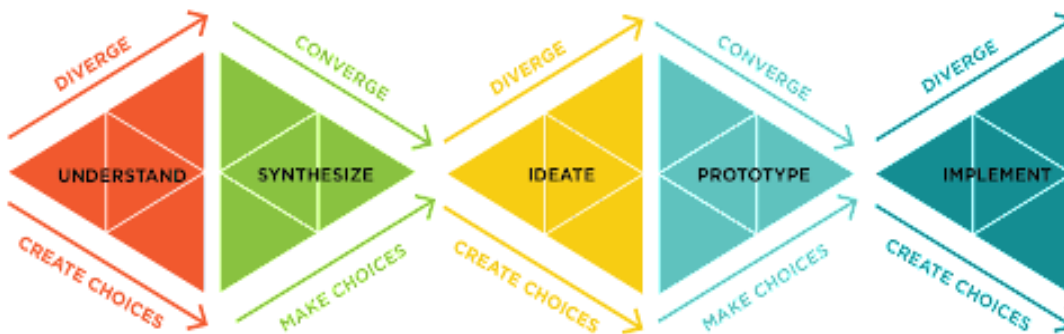 DIVERGE
CONVERGE
DIVERGE
CONVERGE
DIVERGE
UNDERSTAND
SYNTHESIZE
IDEATE
PROTOTYPE
IMPLEMENT
CREATE CHOICES
MAKE CHOICES
CREATE CHOICES
MAKE CHOICES
CREATE CHOICES